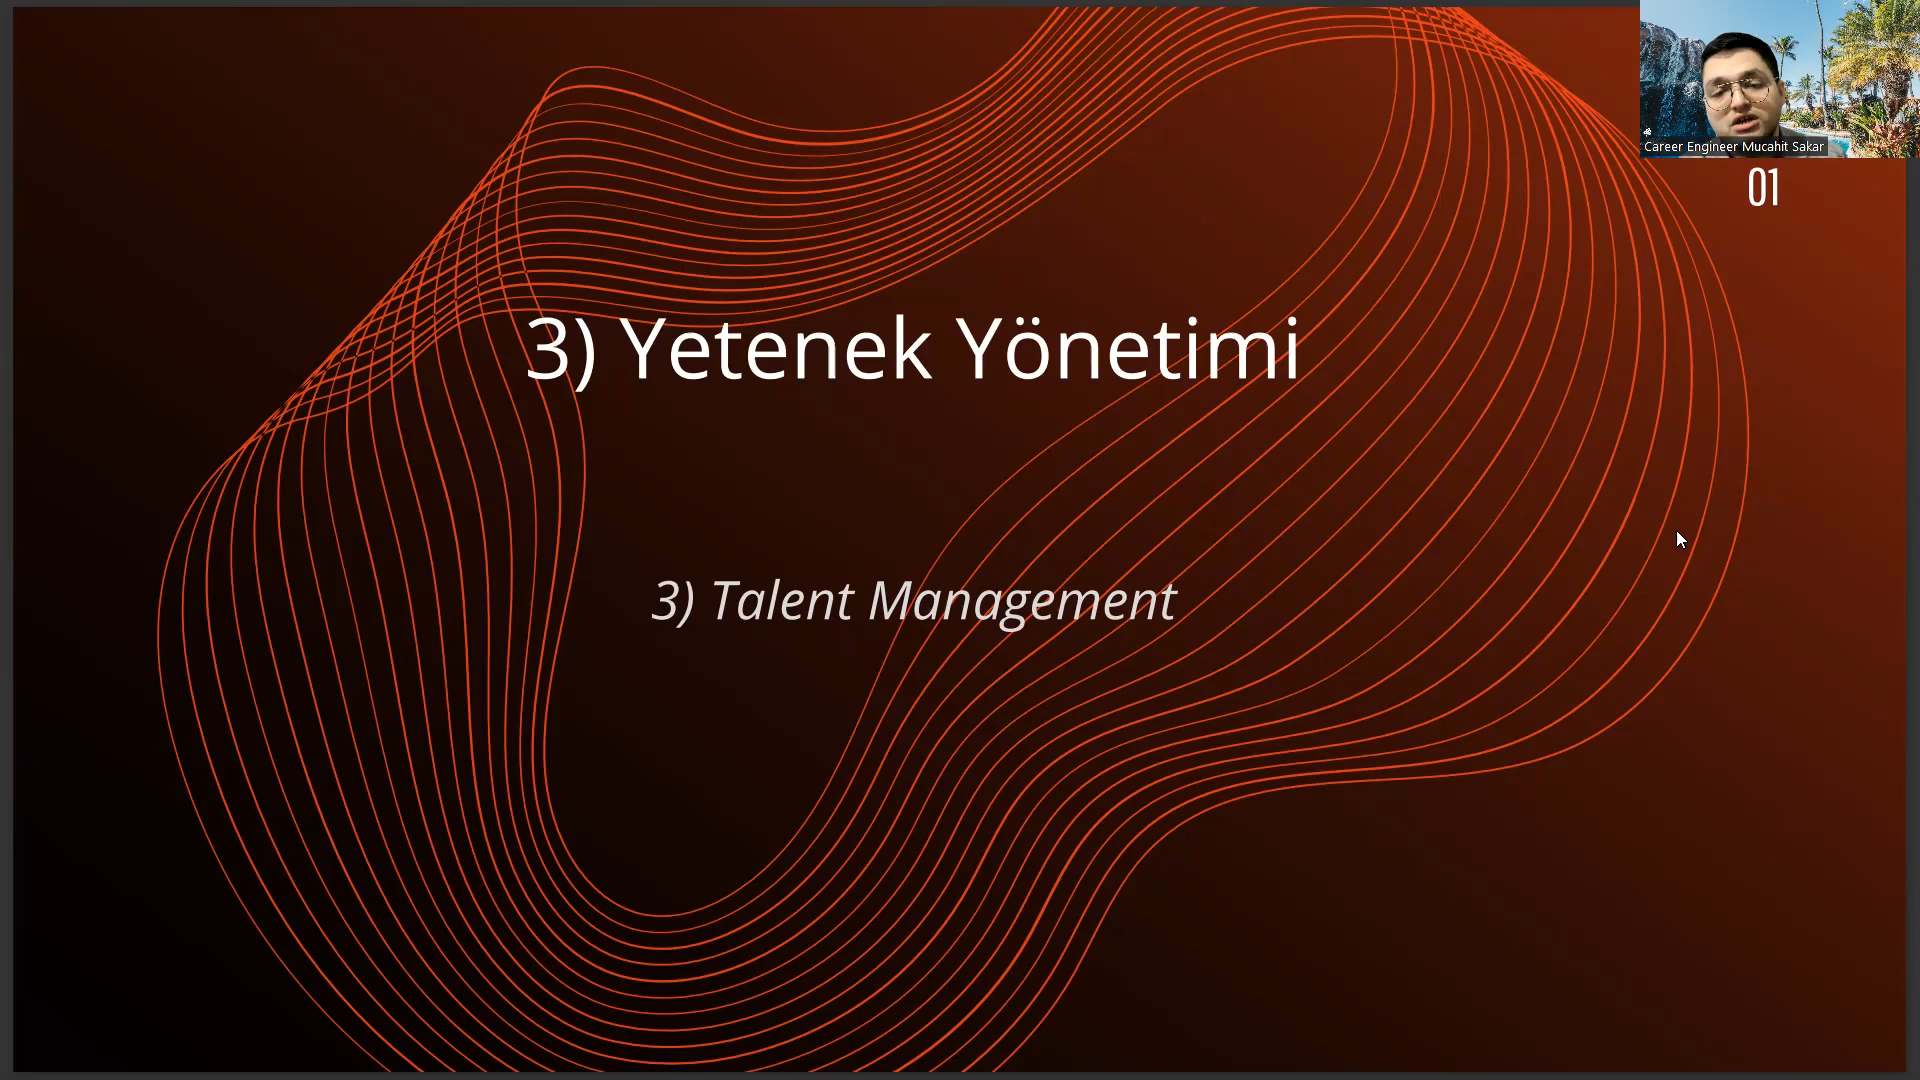 Career Engineer Mucahit Sakar
01
3) Yetenek Yönetimi
3) Talent Management